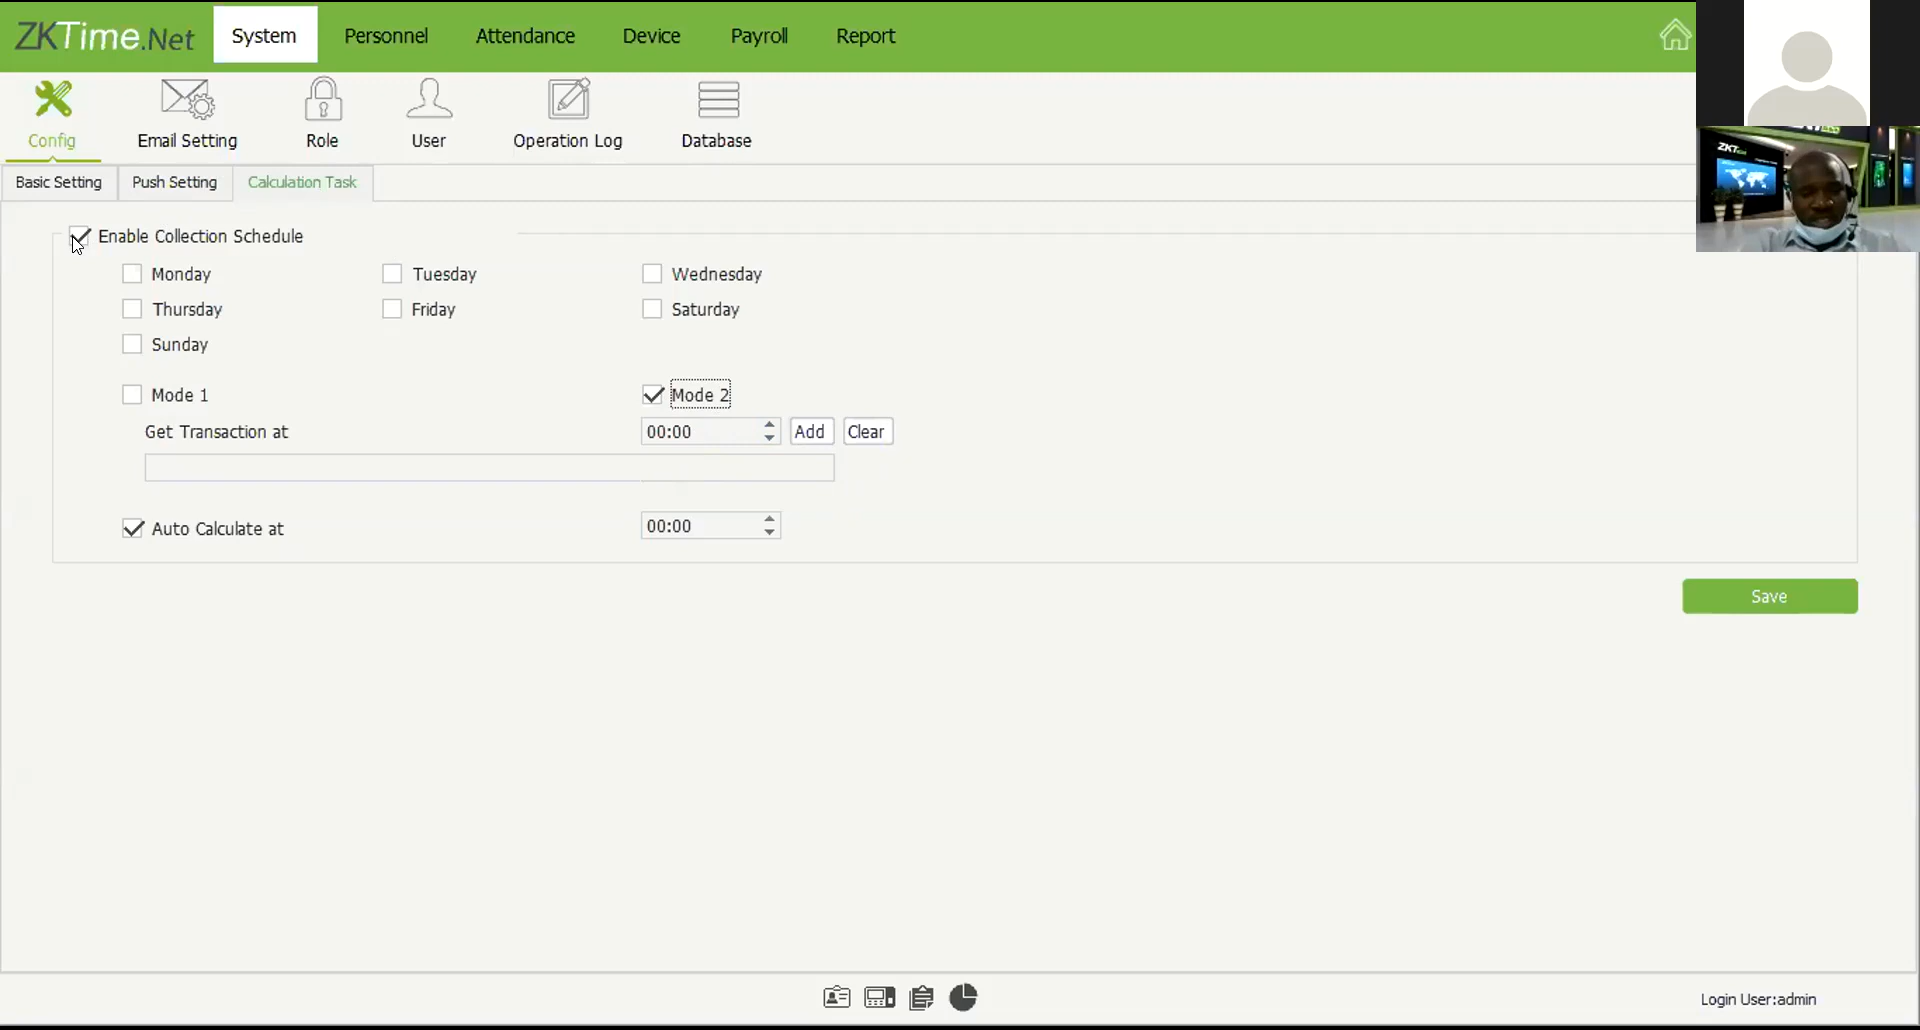 ZKTime.Net System Personnel Attendance Device Payroll Report
Config Email Setting Role User Operation Log Database
Basic Setting Push Setting Calculation Task
Enable Collection Schedule
Monday Tuesday Wednesday
Thursday Friday Saturday
Sunday
Mode 1 Mode 2
Get Transaction at 00:00 Add Clear
Auto Calculate at 00:00
Save
Login User:admin